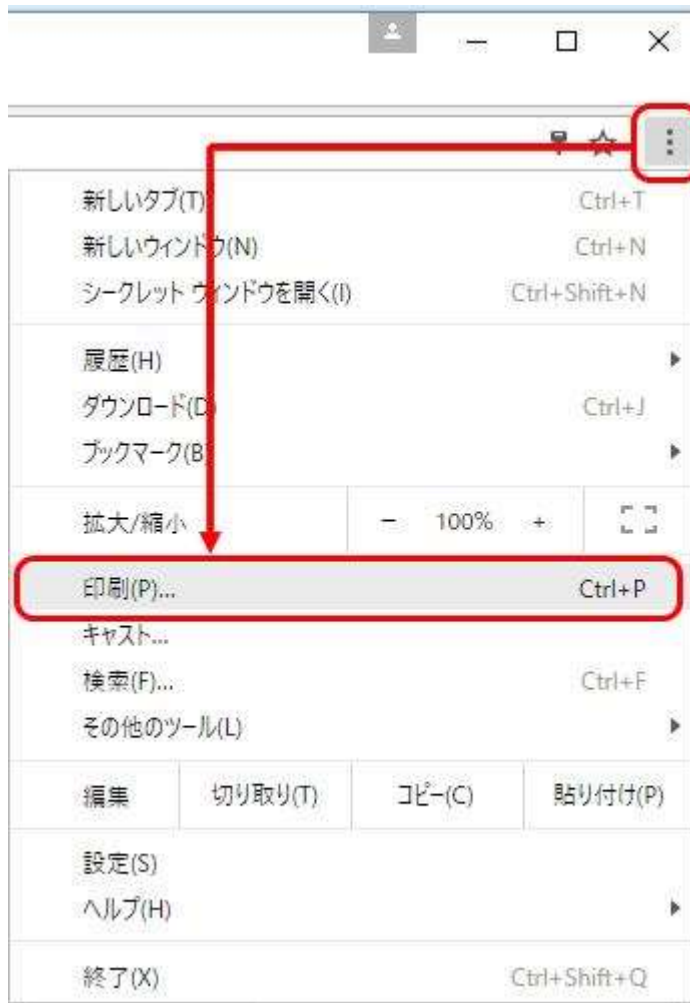 新しいタブ(T) Ctrl+T
新しいウィンドウ(N) Ctrl+N
シークレット ウィンドウを開く(I) Ctrl+Shift+N
履歴(H)
ダウンロード(D) Ctrl+J
ブックマーク(B)
拡大/縮小 − 100% +
印刷(P)... Ctrl+P
キャスト...
検索(F)... Ctrl+F
その他のツール(L)
編集 切り取り(T) コピー(C) 貼り付け(P)
設定(S)
ヘルプ(H)
終了(X) Ctrl+Shift+Q